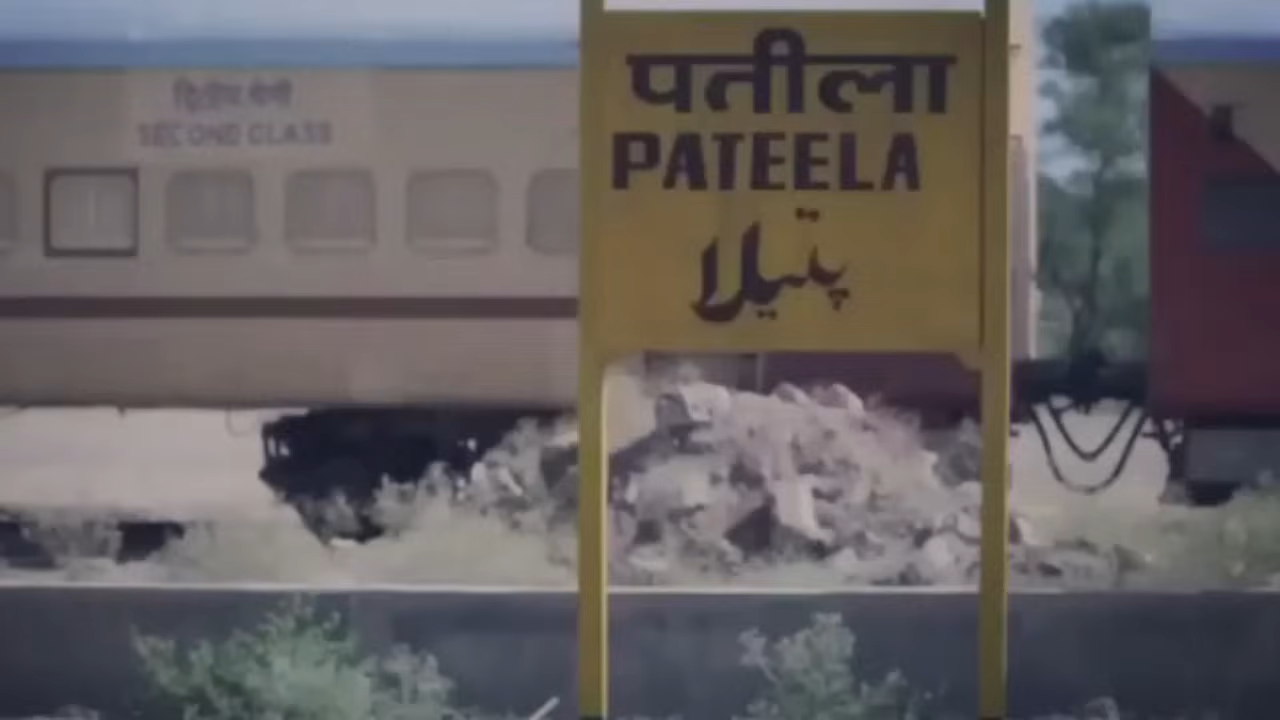 द्वितीय श्रेणी
SECOND CLASS
पतीला
PATEELA
پتیلا